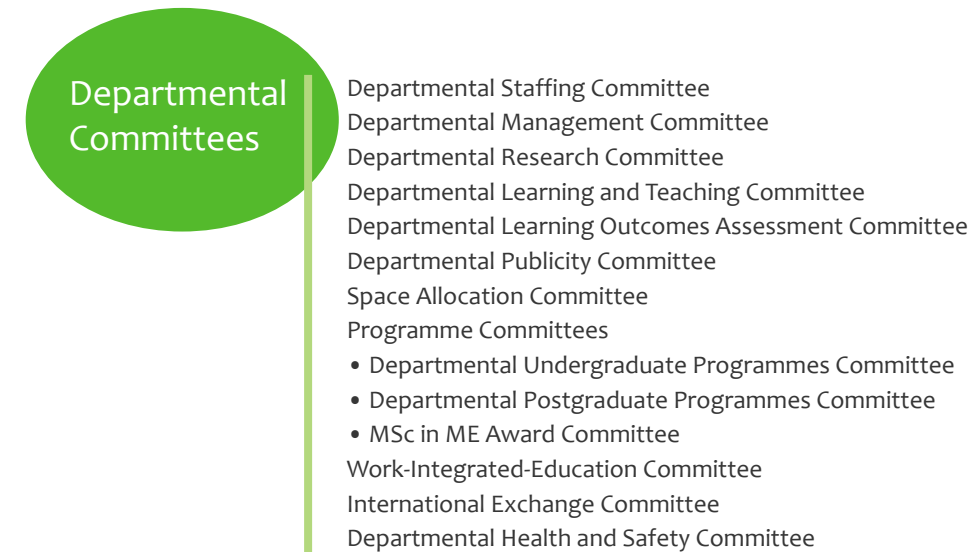 Departmental
Committees
Departmental Staffing Committee
Departmental Management Committee
Departmental Research Committee
Departmental Learning and Teaching Committee
Departmental Learning Outcomes Assessment Committee
Departmental Publicity Committee
Space Allocation Committee
Programme Committees
• Departmental Undergraduate Programmes Committee
• Departmental Postgraduate Programmes Committee
• MSc in ME Award Committee
Work-Integrated-Education Committee
International Exchange Committee
Departmental Health and Safety Committee